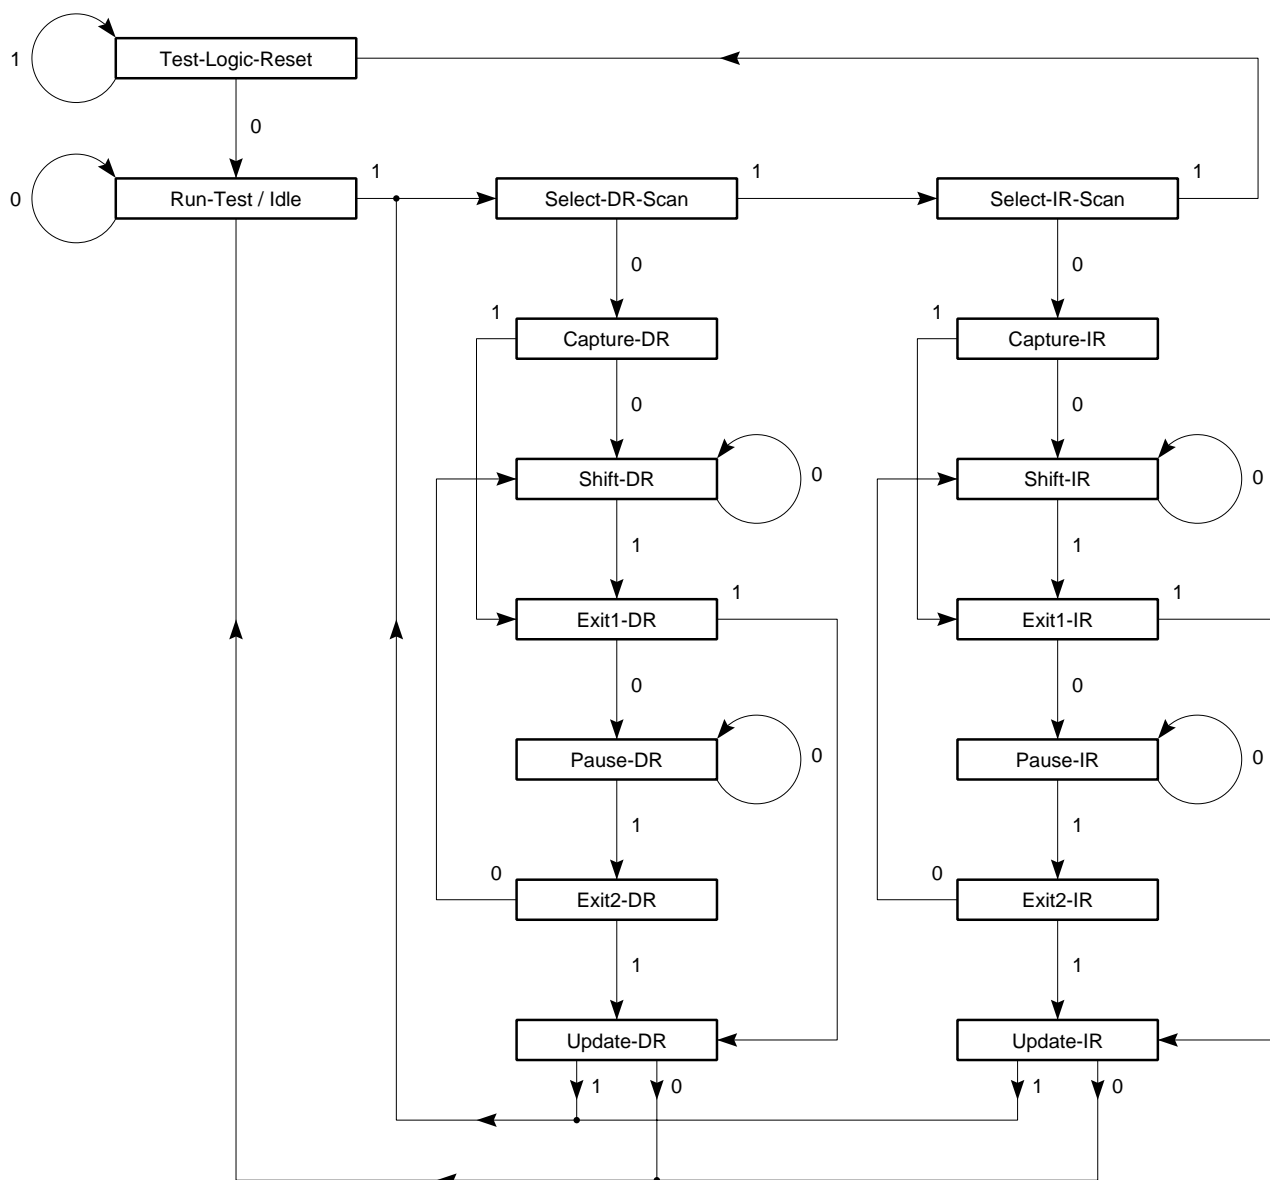 1
Test-Logic-Reset
0
0
Run-Test / Idle
1
Select-DR-Scan
1
Select-IR-Scan
1
0
0
1
Capture-DR
1
Capture-IR
0
0
Shift-DR
0
Shift-IR
0
1
1
Exit1-DR
1
Exit1-IR
1
0
0
Pause-DR
0
Pause-IR
0
1
1
0
Exit2-DR
0
Exit2-IR
1
1
Update-DR
Update-IR
1
0
1
0